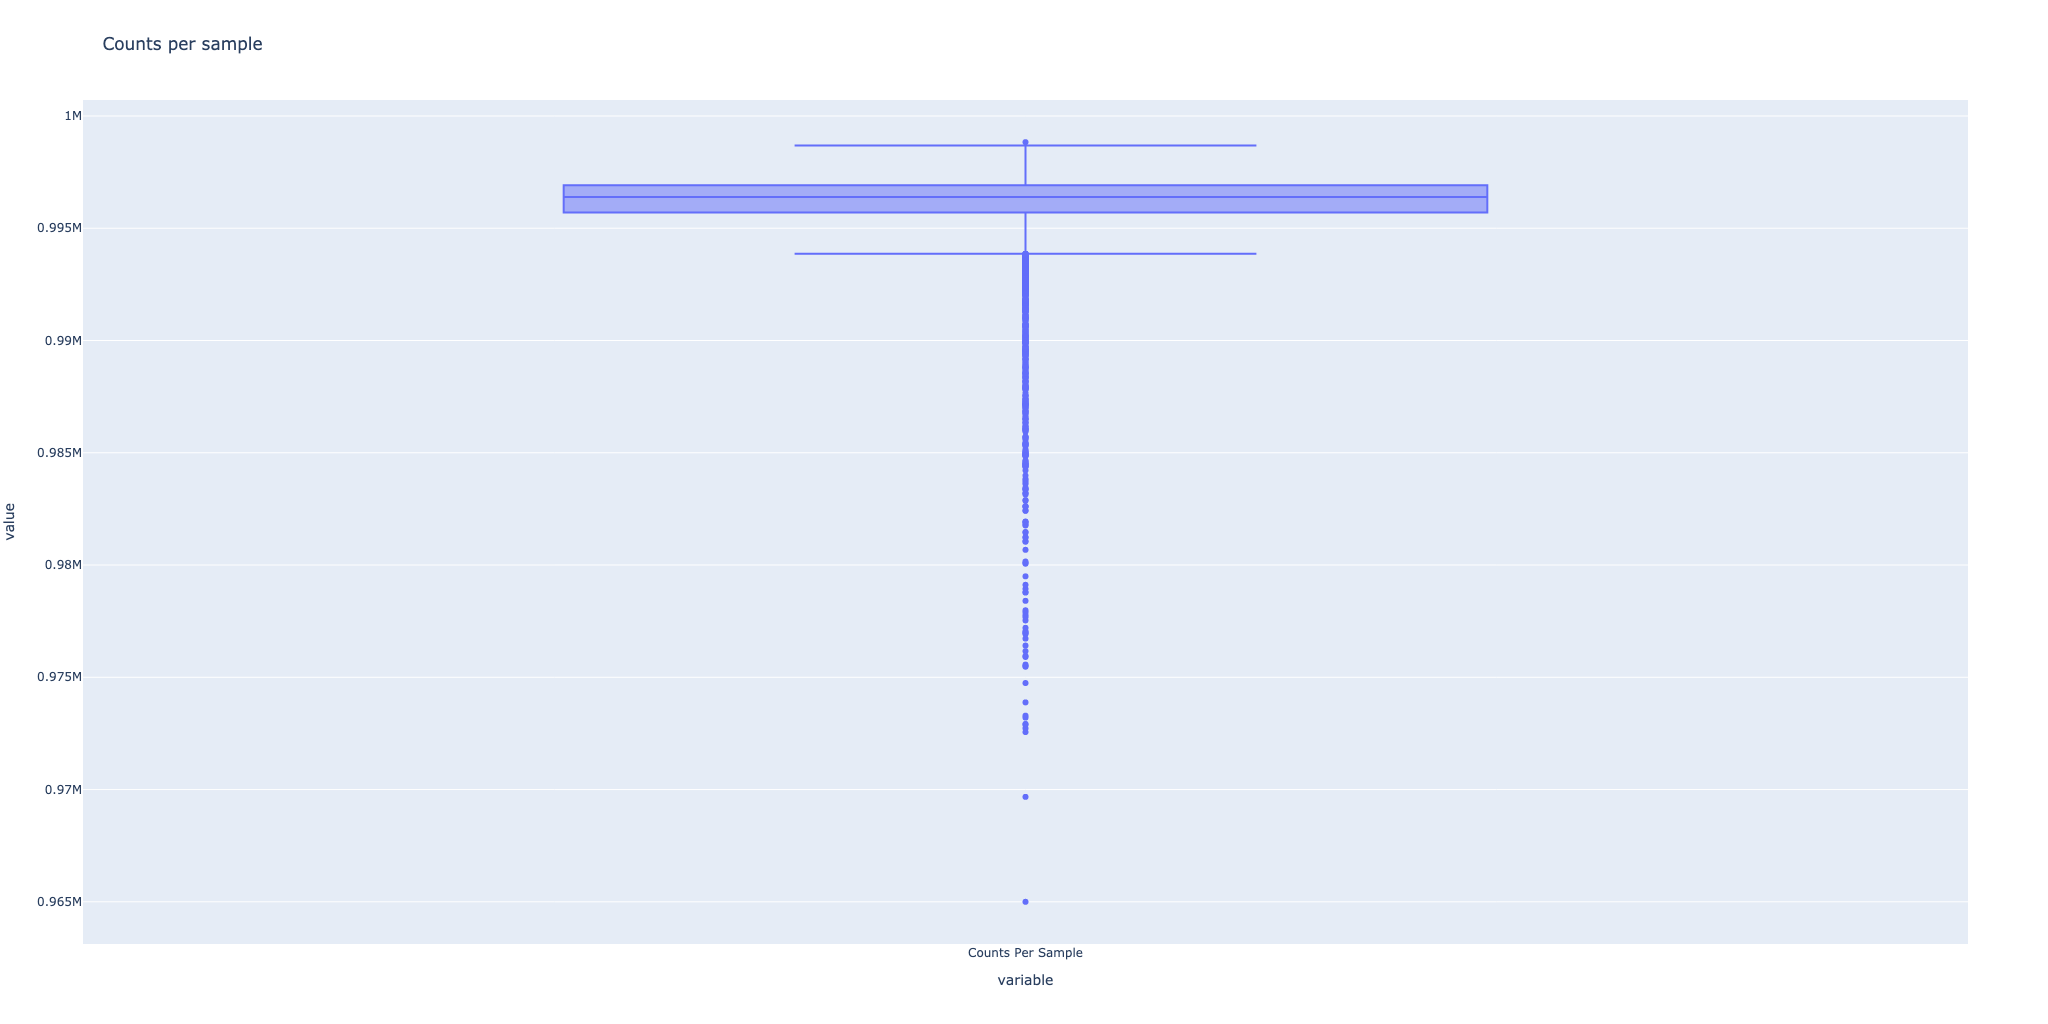 Counts per sample
1M
0.995M
0.99M
0.985M
0.98M
0.975M
0.97M
0.965M
value
Counts Per Sample
variable